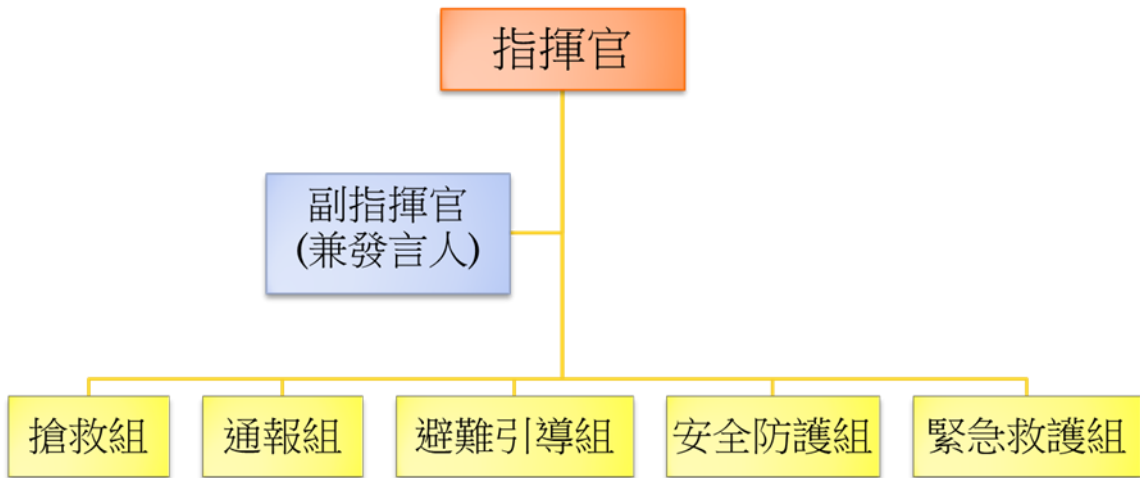 指揮官
副指揮官
(兼發言人)
搶救組
通報組
避難引導組
安全防護組
緊急救護組